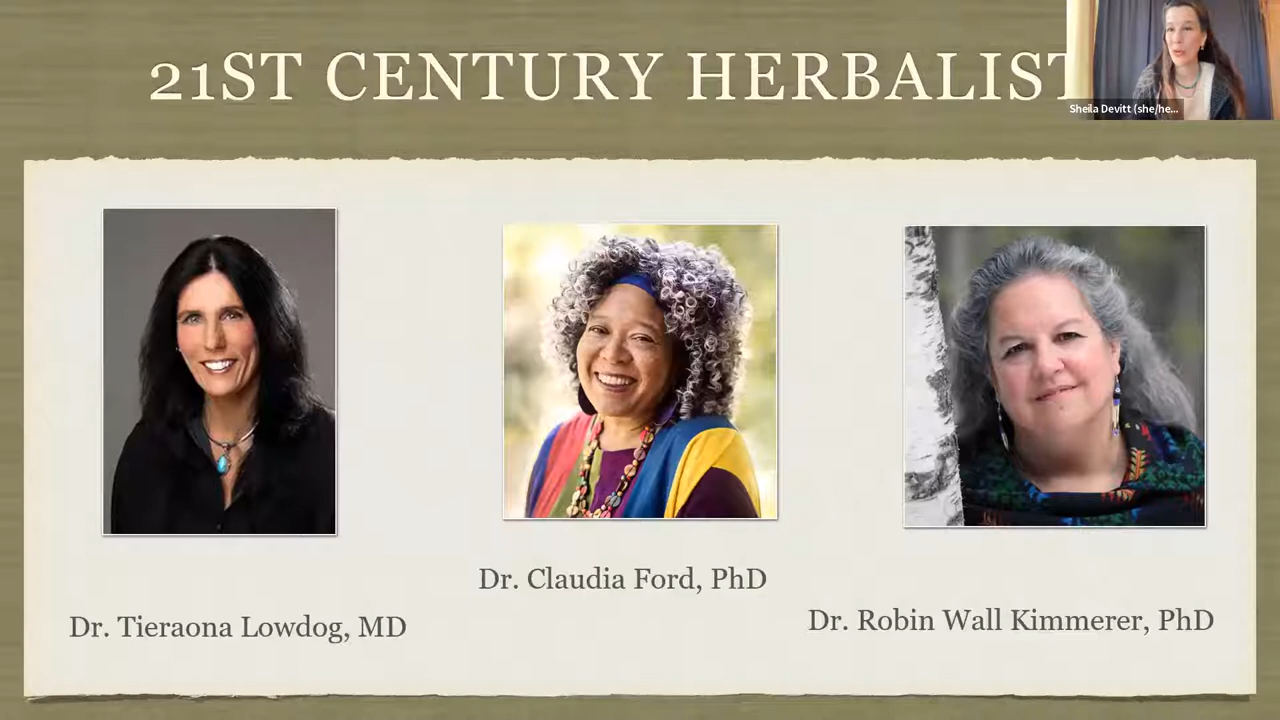 21ST CENTURY HERBALIST
Sheila Devitt (she/he...
Dr. Claudia Ford, PhD
Dr. Tieraona Lowdog, MD
Dr. Robin Wall Kimmerer, PhD